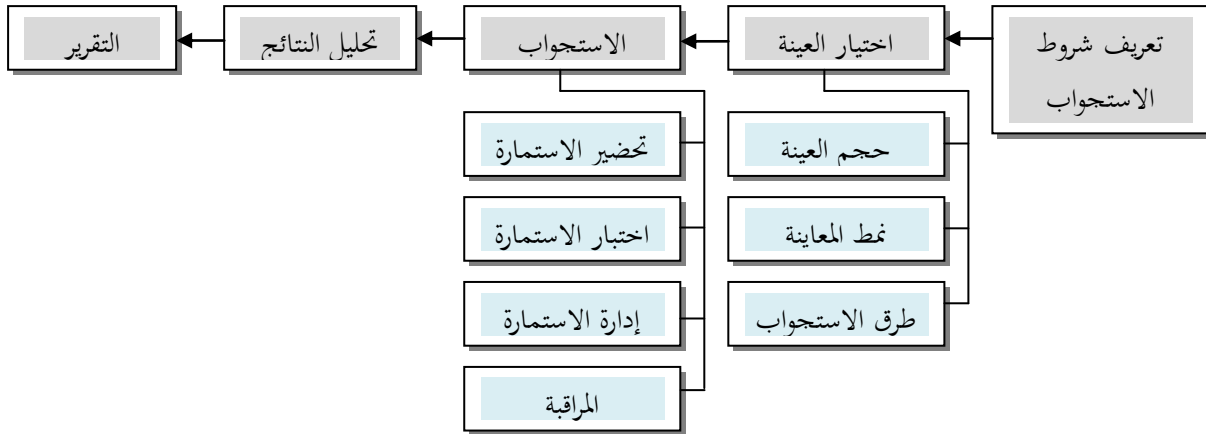 تعريف شروط
الاستجواب
اختيار العينة
الاستجواب
تحليل النتائج
التقرير
حجم العينة
نمط المعاينة
طرق الاستجواب
تحضير الاستمارة
اختبار الاستمارة
إدارة الاستمارة
المراقبة